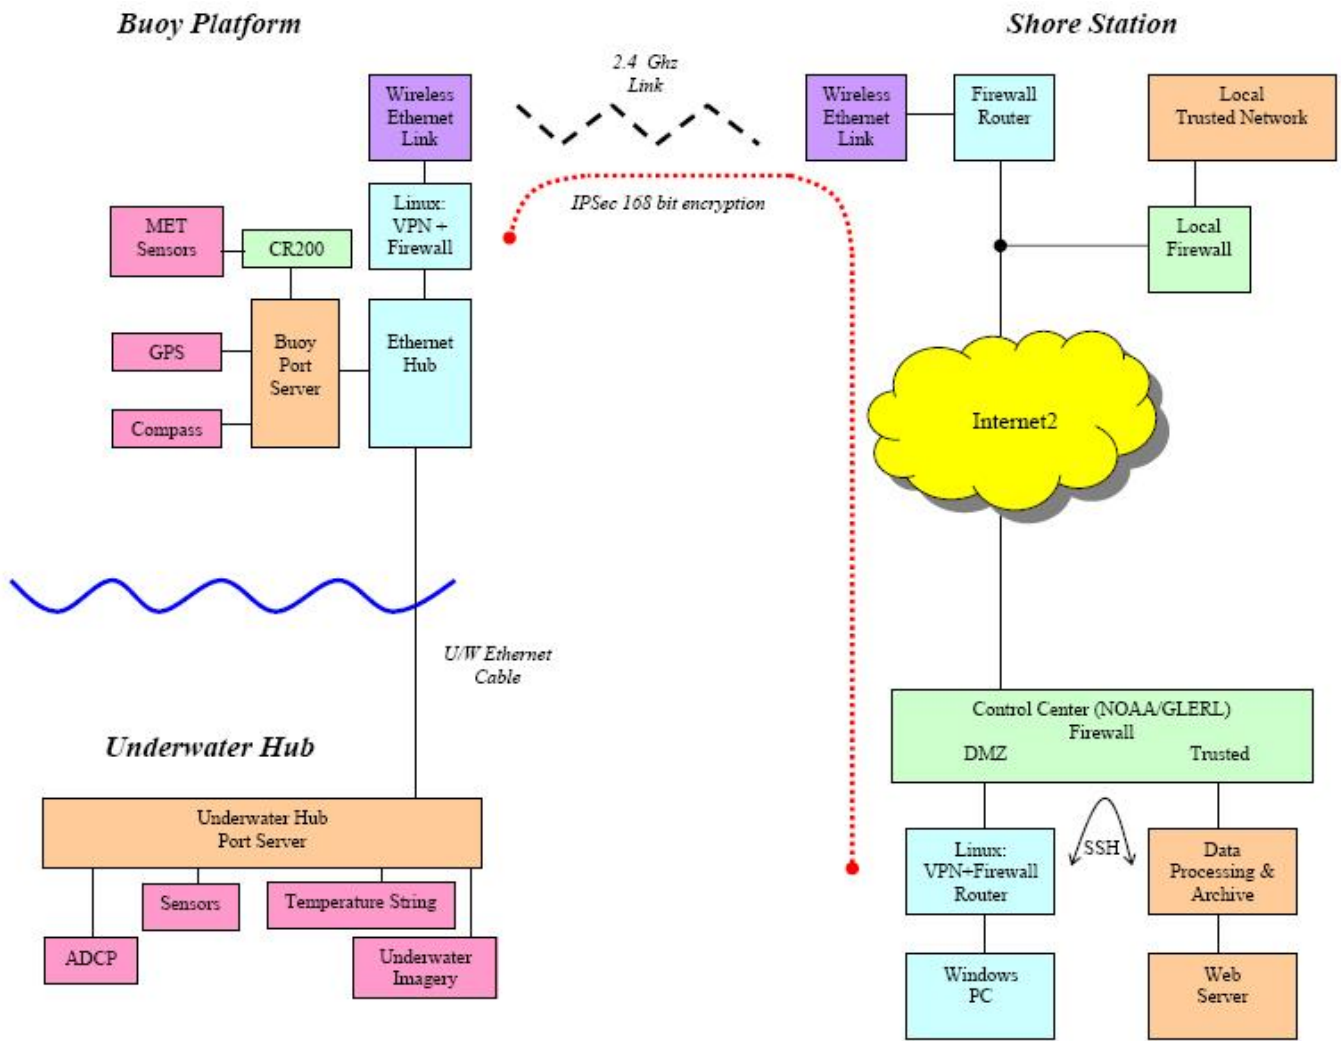 Buoy Platform
Shore Station
2.4 Ghz
Link
Wireless
Ethernet
Link
Wireless
Ethernet
Link
Firewall
Router
Local
Trusted Network
Linux:
VPN +
Firewall
IPSec 168 bit encryption
MET
Sensors
CR200
Local
Firewall
GPS
Buoy
Port
Server
Ethernet
Hub
Compass
Internet2
U/W Ethernet
Cable
Underwater Hub
Control Center (NOAA/GLERL)
Firewall
DMZ
Trusted
Underwater Hub
Port Server
Linux:
VPN+Firewall
Router
SSH
Data
Processing &
Archive
Sensors
Temperature String
ADCP
Underwater
Imagery
Windows
PC
Web
Server